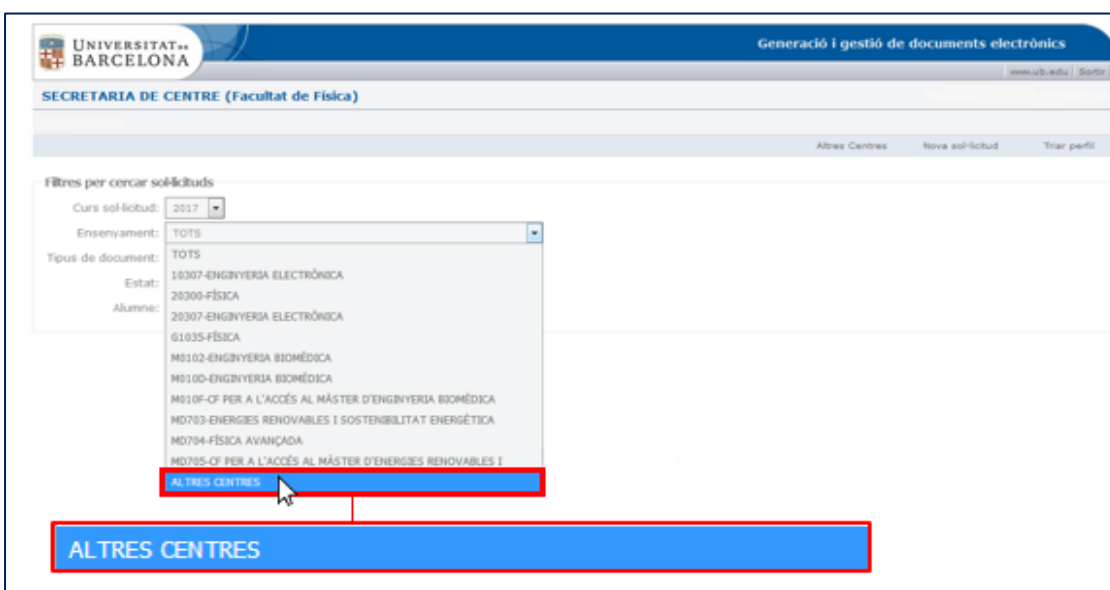 UNIVERSITAT DE
BARCELONA
Generació i gestió de documents electrònics
www.ub.edu Sortir
SECRETARIA DE CENTRE (Facultat de Física)
Altres Centres Nova sol·licitud Triar perfil
Filtres per cercar sol·licituds
Curs sol·licitud: 2017
Ensenyament: TOTS
Tipus de document: TOTS
10307-ENGINYERIA ELECTRÒNICA
Estat:
20300-FÍSICA
Alumne:
20307-ENGINYERIA ELECTRÒNICA
G1035-FÍSICA
M0102-ENGINYERIA BIOMÈDICA
M010D-ENGINYERIA BIOMÈDICA
M010F-CF PER A L'ACCÉS AL MÀSTER D'ENGINYERIA BIOMÈDICA
MD703-ENERGIES RENOVABLES I SOSTENIBILITAT ENERGÈTICA
MD704-FÍSICA AVANÇADA
MD705-CF PER A L'ACCÉS AL MÀSTER D'ENERGIES RENOVABLES I
ALTRES CENTRES
ALTRES CENTRES